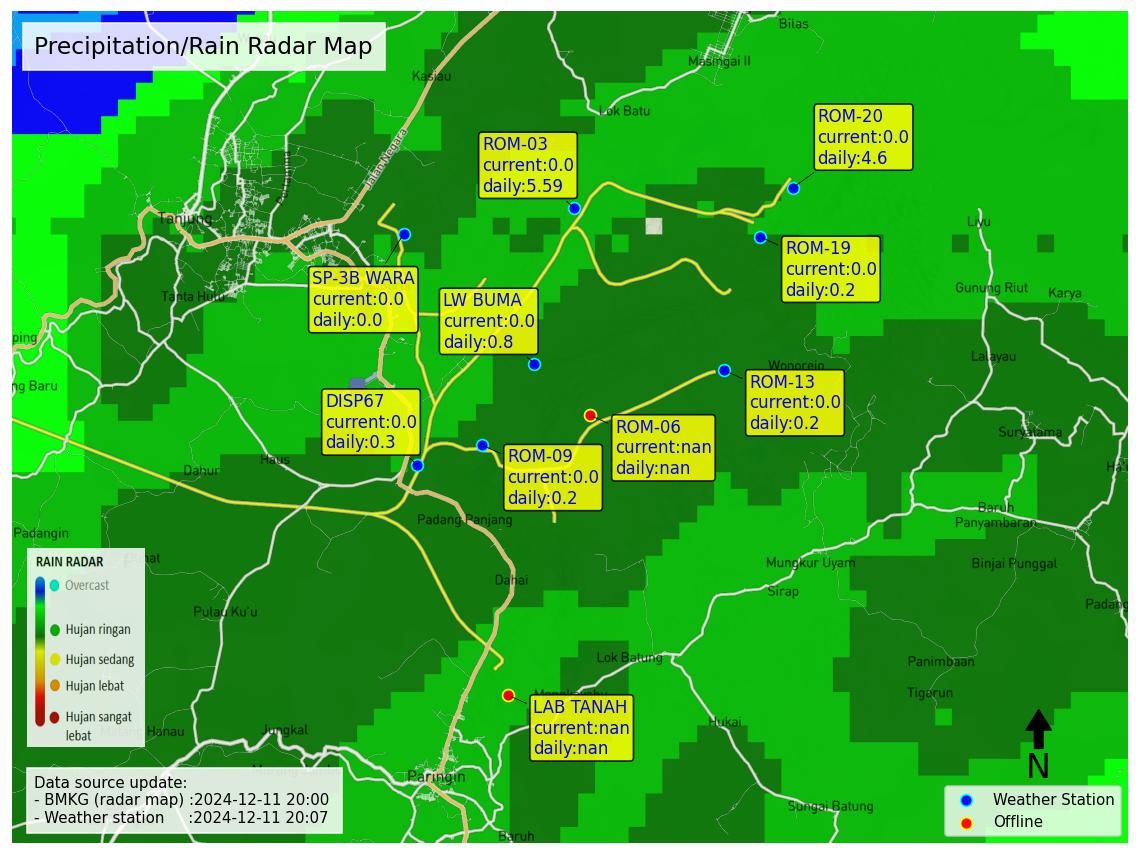 Precipitation/Rain Radar Map
Bilas
Masingai II
Kasiau
Lok Batu
Jalan Negara
ROM-20
current:0.0
daily:4.6
ROM-03
current:0.0
daily:5.59
Tanjung
Liyu
ROM-19
current:0.0
daily:0.2
SP-3B WARA
current:0.0
daily:0.0
LW BUMA
current:0.0
daily:0.8
Tanta Hulu
Gunung Riut
Karya
ping
Lalayau
Wonorejo
ng Baru
ROM-13
current:0.0
daily:0.2
DISP67
current:0.0
daily:0.3
ROM-06
current:nan
daily:nan
Suryatama
ROM-09
current:0.0
daily:0.2
Haus
Dahur
Baruh
Panyambaran
Padang Panjang
Padangin
Mungkur Uyam
Binjai Punggal
Dahai
Sirap
Padang
Pulau Ku'u
RAIN RADAR
Overcast
Hujan ringan
Hujan sedang
Hujan lebat
Hujan sangat
lebat
Lok Batung
Panimbaan
Tigarun
LAB TANAH
current:nan
daily:nan
Hukai
Jungkal
Paringin
Sungai Batung
Baruh
N
Data source update:
- BMKG (radar map) :2024-12-11 20:00
- Weather station :2024-12-11 20:07
Weather Station
Offline